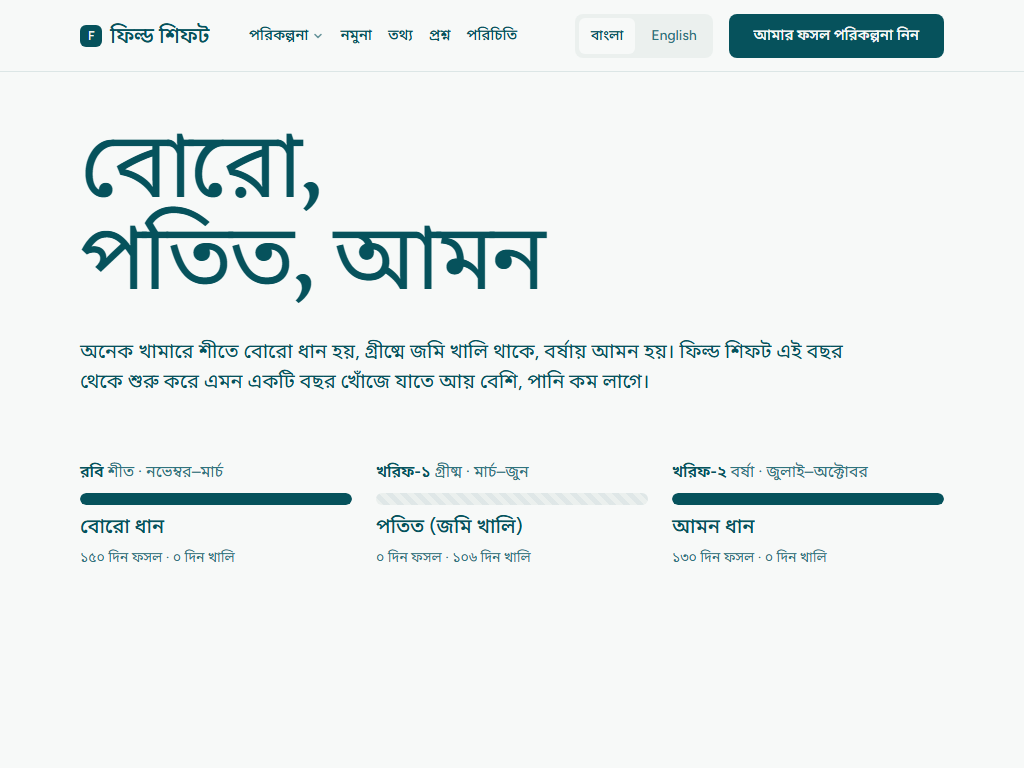 F ফিল্ড শিফট পরিকল্পনা নমুনা তথ্য প্রশ্ন পরিচিতি বাংলা English আমার ফসল পরিকল্পনা নিন
বোরো,
পতিত, আমন
অনেক খামারে শীতে বোরো ধান হয়, গ্রীষ্মে জমি খালি থাকে, বর্ষায় আমন হয়। ফিল্ড শিফট এই বছর
থেকে শুরু করে এমন একটি বছর খোঁজে যাতে আয় বেশি, পানি কম লাগে।
রবি শীত · নভেম্বর–মার্চ
বোরো ধান
১৫০ দিন ফসল · ০ দিন খালি
খরিফ-১ গ্রীষ্ম · মার্চ–জুন
পতিত (জমি খালি)
০ দিন ফসল · ১০৬ দিন খালি
খরিফ-২ বর্ষা · জুলাই–অক্টোবর
আমন ধান
১৩০ দিন ফসল · ০ দিন খালি